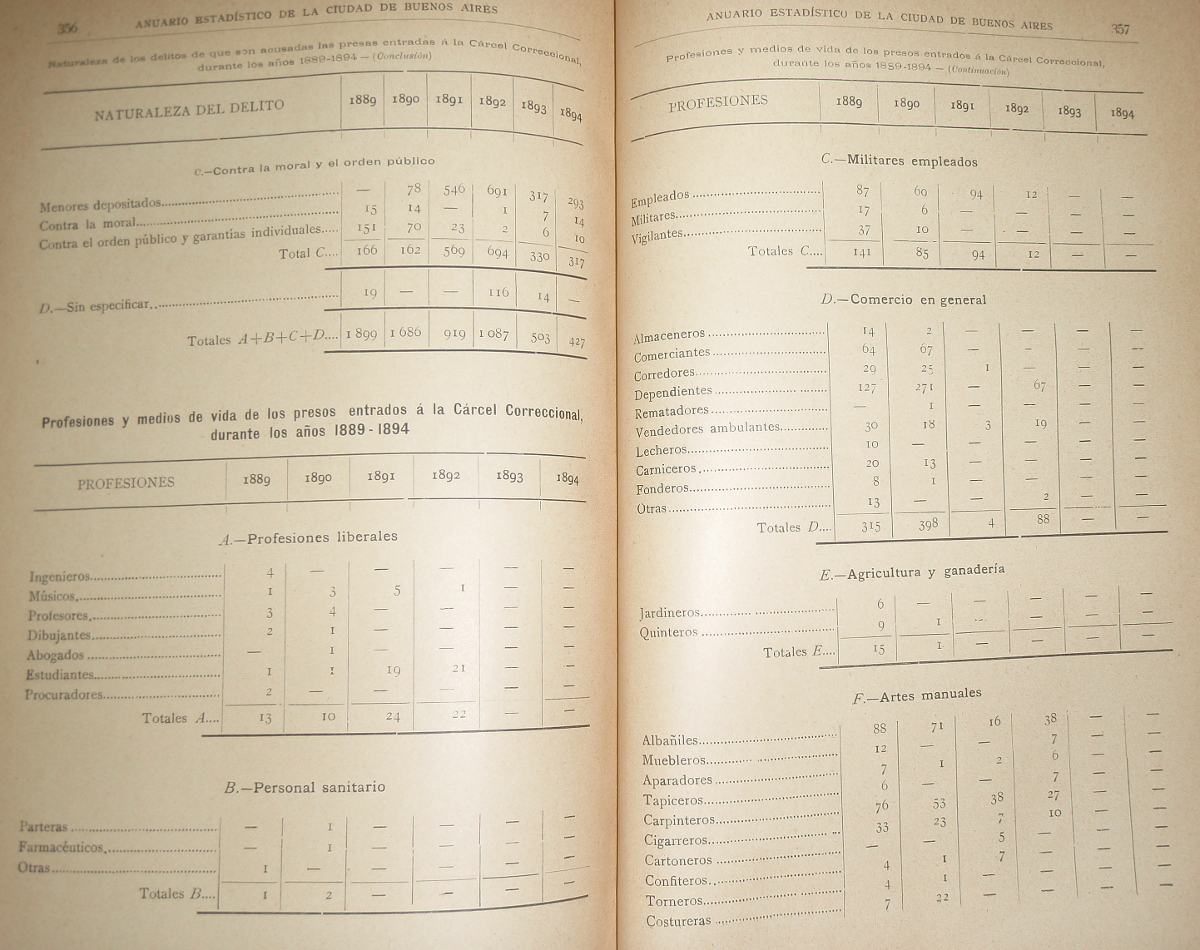 356 ANUARIO ESTADÍSTICO DE LA CIUDAD DE BUENOS AIRES
Naturaleza de los delitos de que son acusadas las presas entradas á la Cárcel Correccional,
durante los años 1889-1894 — (Conclusión)
NATURALEZA DEL DELITO 1889 1890 1891 1892 1893 1894
C.—Contra la moral y el orden público
Menores depositados — 78 546 691 317 293
Contra la moral 15 14 — 1 7 14
Contra el orden público y garantías individuales 151 70 23 2 6 10
Total C.... 166 162 569 694 330 317
D.—Sin especificar 19 — — 116 14 —
Totales A+B+C+D.... 1 899 1 686 919 1 087 503 427
Profesiones y medios de vida de los presos entrados á la Cárcel Correccional,
durante los años 1889-1894
PROFESIONES 1889 1890 1891 1892 1893 1894
A.—Profesiones liberales
Ingenieros 4 — — — — —
Músicos 1 3 5 1 — —
Profesores 3 4 — — — —
Dibujantes 2 1 — — — —
Abogados — 1 — — — —
Estudiantes 1 1 19 21 — —
Procuradores 2 — — — — —
Totales A.... 13 10 24 22 — —
B.—Personal sanitario
Parteras — 1 — — — —
Farmacéuticos — 1 — — — —
Otras 1 — — — — —
Totales B.... 1 2 — — — —
ANUARIO ESTADÍSTICO DE LA CIUDAD DE BUENOS AIRES 357
Profesiones y medios de vida de los presos entrados á la Cárcel Correccional,
durante los años 1889-1894 — (Continuación)
PROFESIONES 1889 1890 1891 1892 1893 1894
C.—Militares empleados
Empleados 87 69 94 12 — —
Militares 17 6 — — — —
Vigilantes 37 10 — — — —
Totales C.... 141 85 94 12 — —
D.—Comercio en general
Almaceneros 14 2 — — — —
Comerciantes 64 67 — — — —
Corredores 29 25 1 — — —
Dependientes 127 271 — 67 — —
Rematadores — 1 — — — —
Vendedores ambulantes 30 18 3 19 — —
Lecheros 10 — — — — —
Carniceros 20 13 — — — —
Fonderos 8 1 — — — —
Otras 13 — — 2 — —
Totales D.... 315 398 4 88 — —
E.—Agricultura y ganadería
Jardineros 6 — — — — —
Quinteros 9 1 — — — —
Totales E.... 15 1 — — — —
F.—Artes manuales
Albañiles 88 71 16 38 — —
Muebleros 12 — — 7 — —
Aparadores 7 1 2 6 — —
Tapiceros 6 — — 7 — —
Carpinteros 76 53 38 27 — —
Cigarreros 33 23 7 10 — —
Cartoneros — — 5 — — —
Confiteros 4 1 7 — — —
Torneros 4 1 — — — —
Costureras 7 22 — — — —